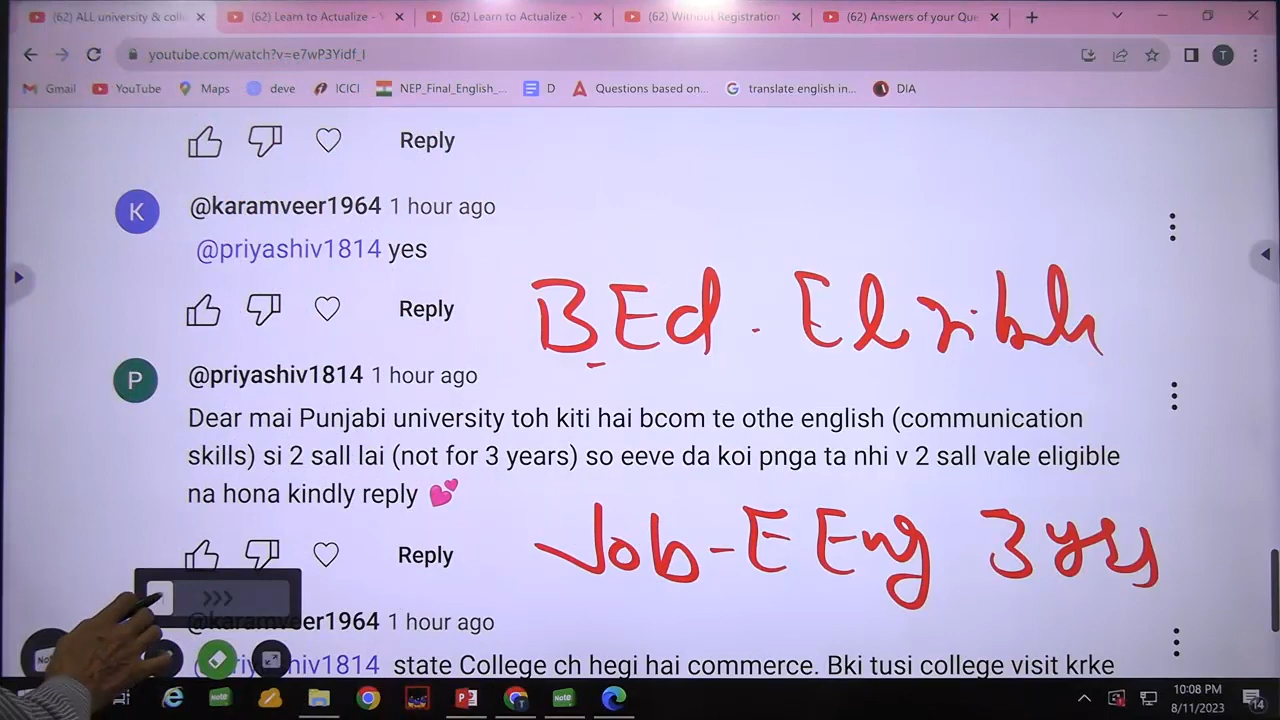 (62) ALL university & coll
(62) Learn to Actualize - Y
(62) Learn to Actualize - Y
(62) Without Registration
(62) Answers of your Que
youtube.com/watch?v=e7wP3Yidf_I
T
Gmail
YouTube
Maps
deve
ICICI
NEP_Final_English_...
D
Questions based on...
translate english in...
DIA
Reply
K
@karamveer1964 1 hour ago
@priyashiv1814 yes
Reply
BEd. Eligible
P
@priyashiv1814 1 hour ago
Dear mai Punjabi university toh kiti hai bcom te othe english (communication
skills) si 2 sall lai (not for 3 years) so eeve da koi pnga ta nhi v 2 sall vale eligible
na hona kindly reply 💕
Job-E Eng 3 yrs
Reply
@karamveer1964 1 hour ago
state College ch hegi hai commerce. Bki tusi college visit krke
Note
Note
Note
10:08 PM
8/11/2023
14